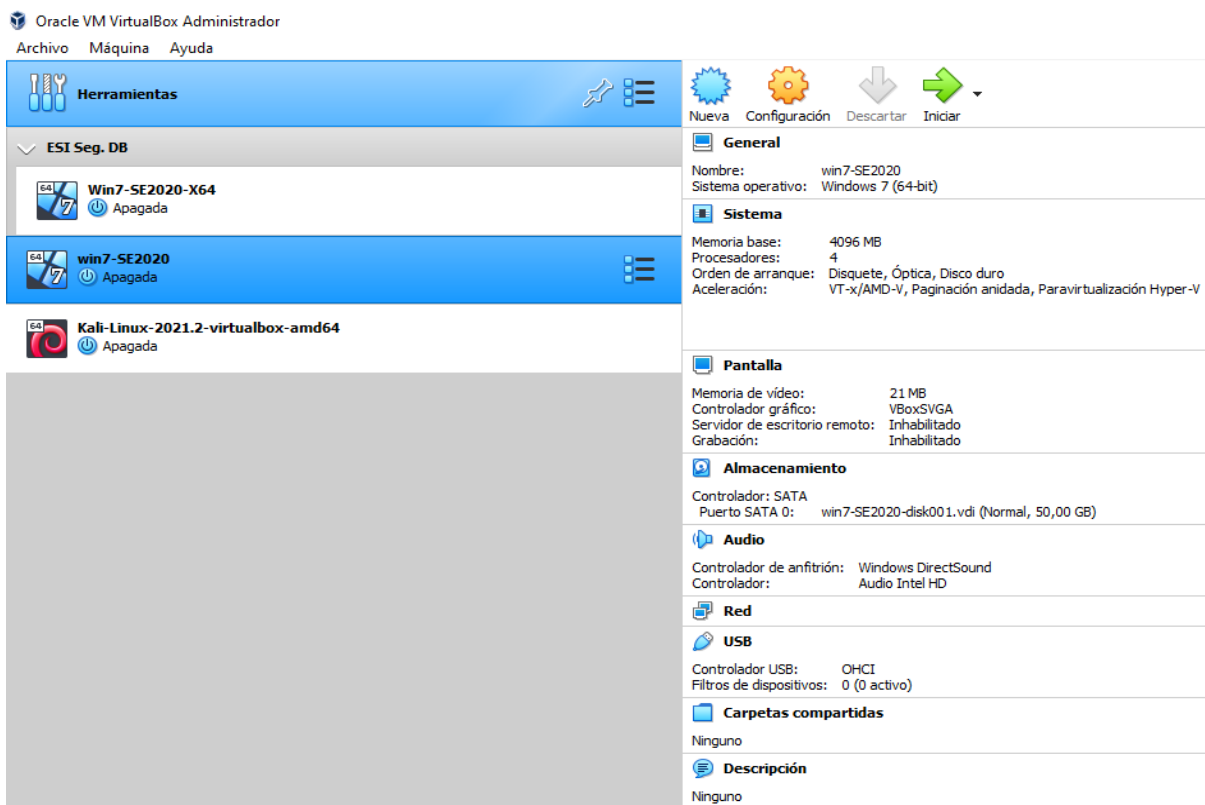 Oracle VM VirtualBox Administrador
Archivo Máquina Ayuda
Herramientas
ESI Seg. DB
64
7
Win7-SE2020-X64
Apagada
64
7
win7-SE2020
Apagada
64
Kali-Linux-2021.2-virtualbox-amd64
Apagada
Nueva Configuración Descartar Iniciar
General
Nombre: win7-SE2020
Sistema operativo: Windows 7 (64-bit)
Sistema
Memoria base: 4096 MB
Procesadores: 4
Orden de arranque: Disquete, Óptica, Disco duro
Aceleración: VT-x/AMD-V, Paginación anidada, Paravirtualización Hyper-V
Pantalla
Memoria de vídeo: 21 MB
Controlador gráfico: VBoxSVGA
Servidor de escritorio remoto: Inhabilitado
Grabación: Inhabilitado
Almacenamiento
Controlador: SATA
Puerto SATA 0: win7-SE2020-disk001.vdi (Normal, 50,00 GB)
Audio
Controlador de anfitrión: Windows DirectSound
Controlador: Audio Intel HD
Red
USB
Controlador USB: OHCI
Filtros de dispositivos: 0 (0 activo)
Carpetas compartidas
Ninguno
Descripción
Ninguno